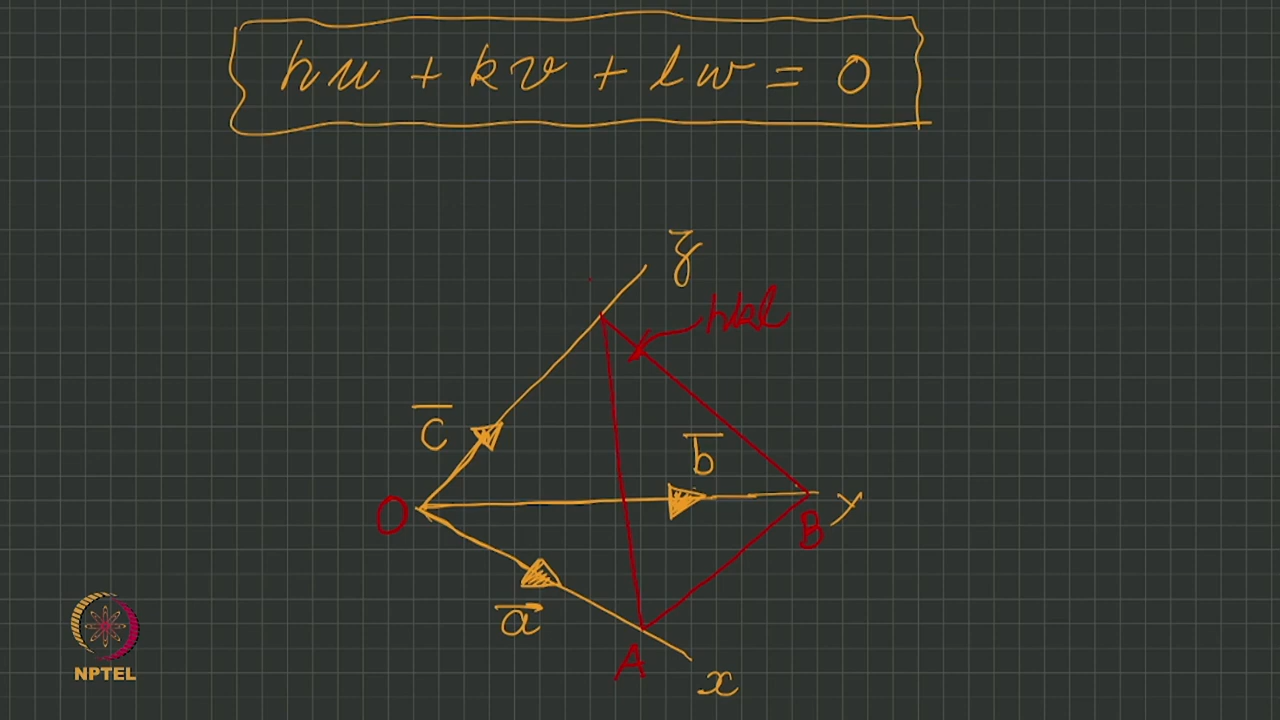 hu + kv + lw = 0
z
hkl
c̅
b̅
O
y
B
a̅
A
x
NPTEL